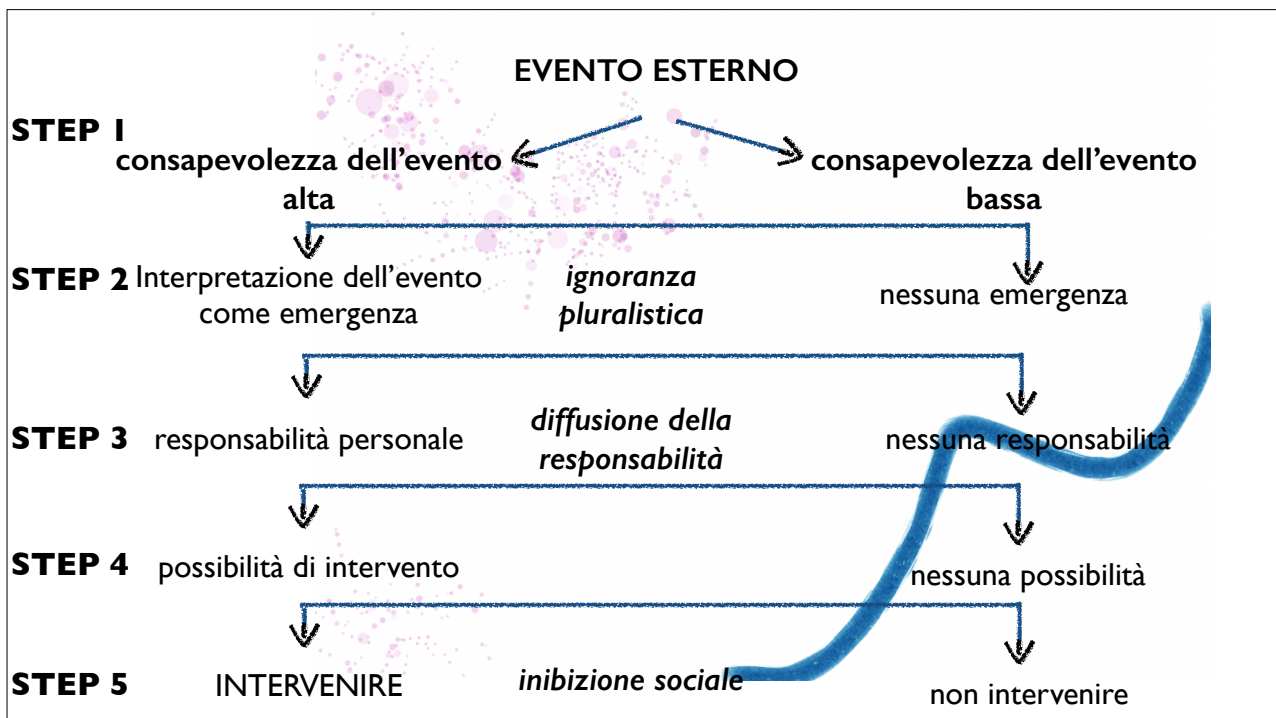 EVENTO ESTERNO
STEP 1
consapevolezza dell’evento
alta
consapevolezza dell’evento
bassa
STEP 2
Interpretazione dell’evento
come emergenza
ignoranza
pluralistica
nessuna emergenza
STEP 3
responsabilità personale
diffusione della
responsabilità
nessuna responsabilità
STEP 4
possibilità di intervento
nessuna possibilità
STEP 5
INTERVENIRE
inibizione sociale
non intervenire